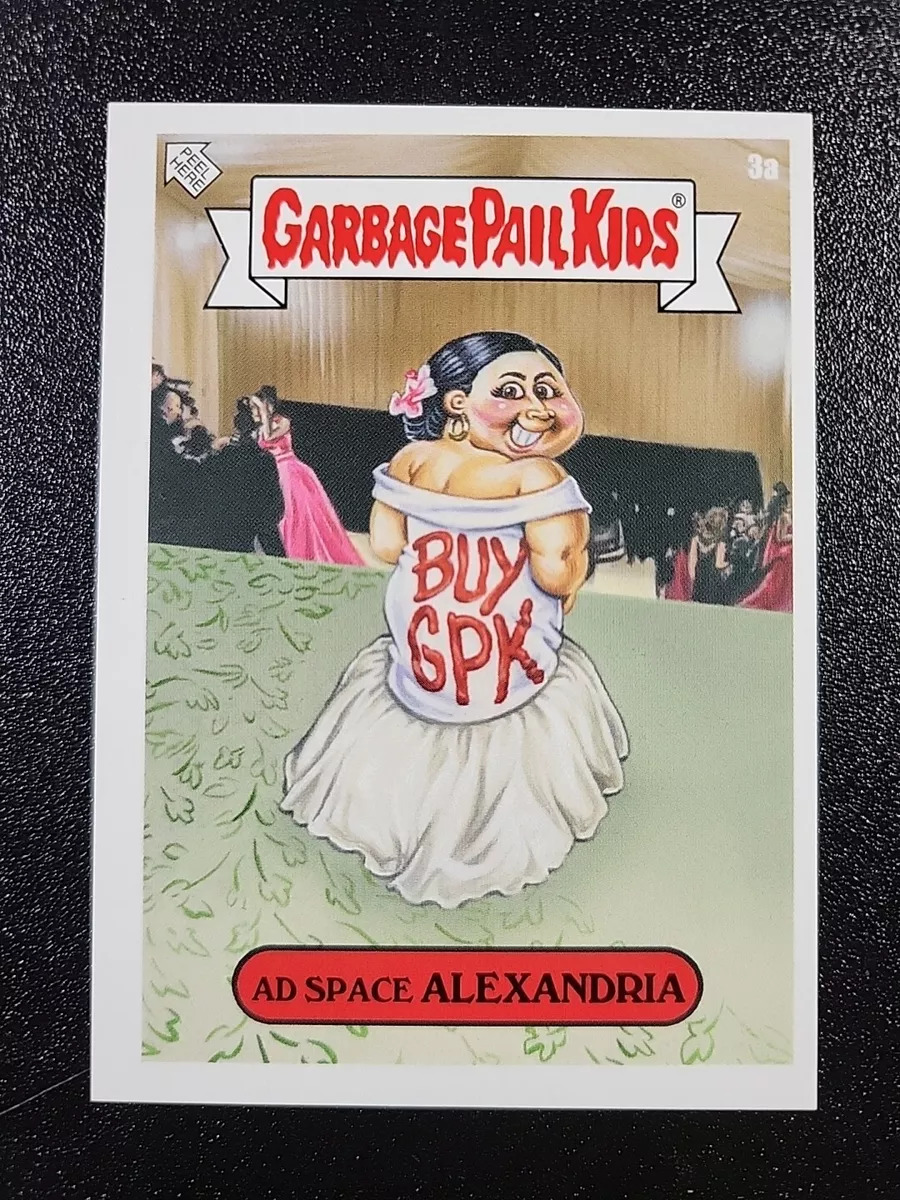 PEEL
HERE
3a
GARBAGE PAIL KIDS®
BUY
GPK
AD SPACE ALEXANDRIA